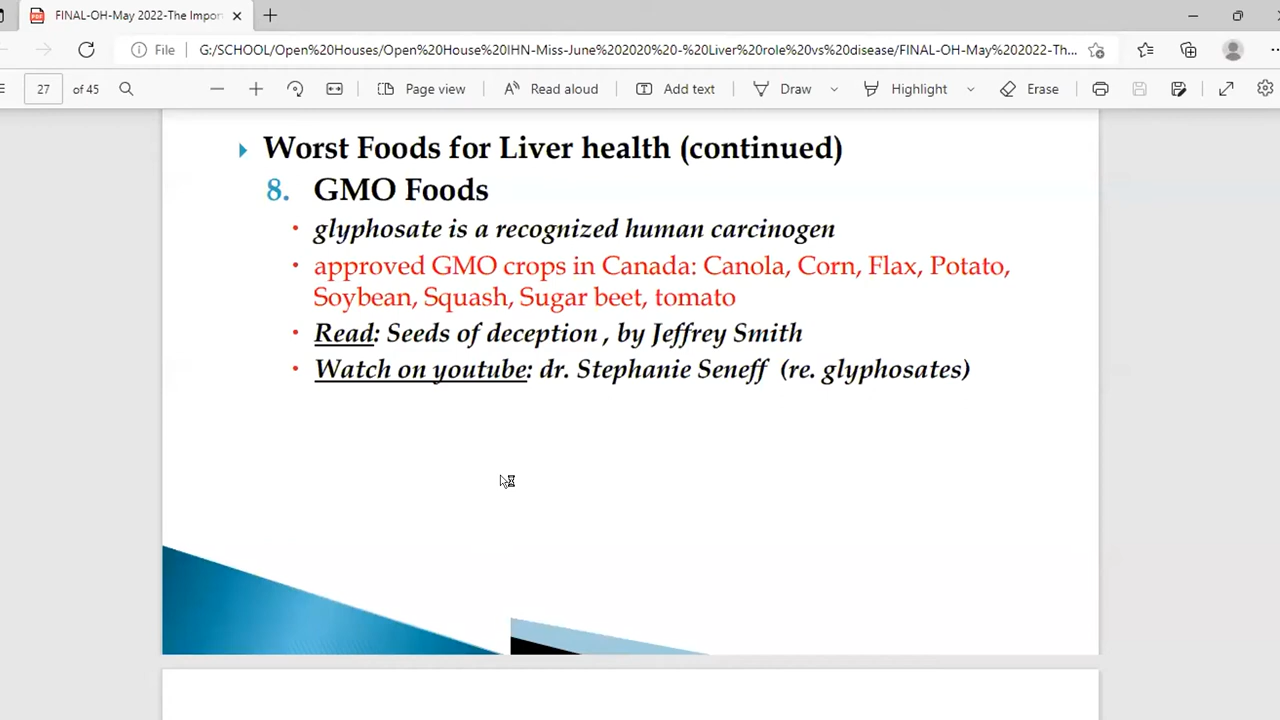 FINAL-OH-May 2022-The Impor
File
G:/SCHOOL/Open%20Houses/Open%20House%20IHN-Miss-June%202020%20-%20Liver%20role%20vs%20disease/FINAL-OH-May%202022-Th...
27 of 45
Page view
Read aloud
Add text
Draw
Highlight
Erase
Worst Foods for Liver health (continued)
8. GMO Foods
• glyphosate is a recognized human carcinogen
• approved GMO crops in Canada: Canola, Corn, Flax, Potato,
Soybean, Squash, Sugar beet, tomato
• Read: Seeds of deception , by Jeffrey Smith
• Watch on youtube: dr. Stephanie Seneff (re. glyphosates)